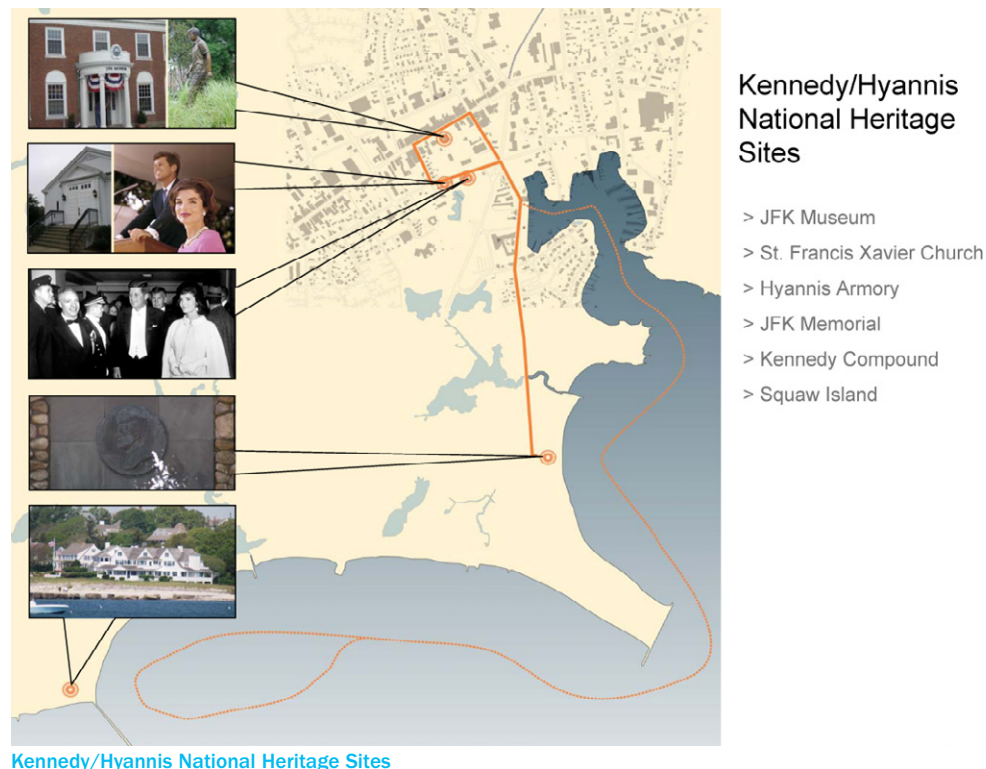 Kennedy/Hyannis
National Heritage
Sites
> JFK Museum
> St. Francis Xavier Church
> Hyannis Armory
> JFK Memorial
> Kennedy Compound
> Squaw Island
Kennedy/Hyannis National Heritage Sites